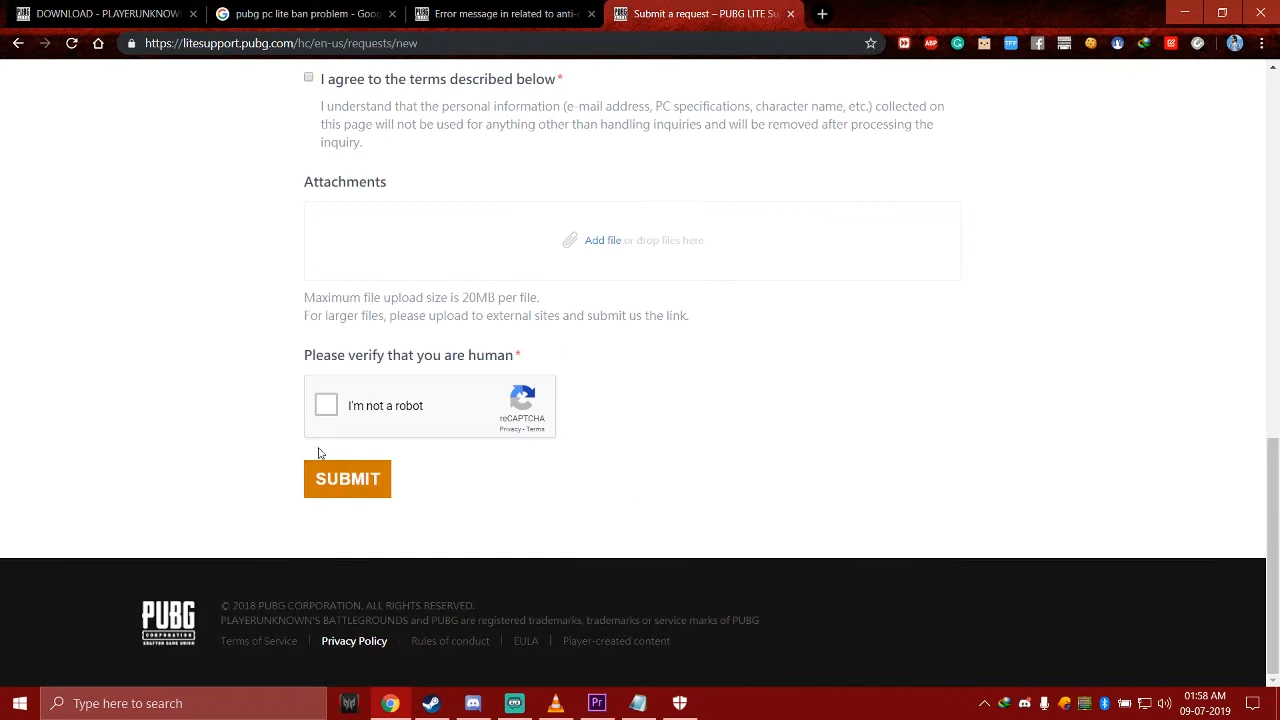 DOWNLOAD - PLAYERUNKNOW
pubg pc lite ban problem - Goog
Error message in related to anti-c
Submit a request – PUBG LITE Su
https://litesupport.pubg.com/hc/en-us/requests/new
ABP
TFF
I agree to the terms described below*
I understand that the personal information (e-mail address, PC specifications, character name, etc.) collected on
this page will not be used for anything other than handling inquiries and will be removed after processing the
inquiry.
Attachments
Add file or drop files here
Maximum file upload size is 20MB per file.
For larger files, please upload to external sites and submit us the link.
Please verify that you are human*
I'm not a robot
reCAPTCHA
Privacy - Terms
SUBMIT
PUBG
CORPORATION
KRAFTON GAME UNION
© 2018 PUBG CORPORATION. ALL RIGHTS RESERVED.
PLAYERUNKNOWN'S BATTLEGROUNDS and PUBG are registered trademarks, trademarks or service marks of PUBG
Terms of Service | Privacy Policy | Rules of conduct | EULA | Player-created content
Type here to search
Pr
01:58 AM
09-07-2019